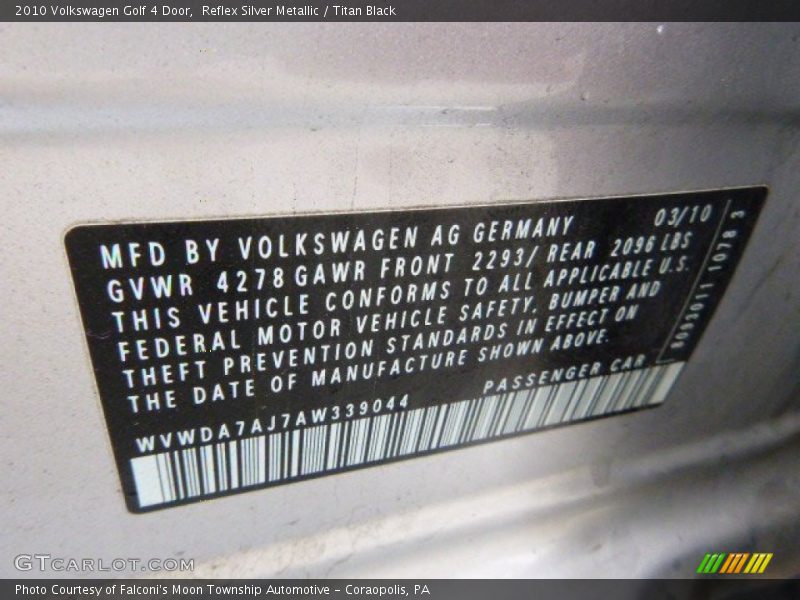 2010 Volkswagen Golf 4 Door, Reflex Silver Metallic / Titan Black
MFD BY VOLKSWAGEN AG GERMANY 03/10
GVWR 4278 GAWR FRONT 2293/ REAR 2096 LBS
THIS VEHICLE CONFORMS TO ALL APPLICABLE U.S.
FEDERAL MOTOR VEHICLE SAFETY, BUMPER AND
THEFT PREVENTION STANDARDS IN EFFECT ON
THE DATE OF MANUFACTURE SHOWN ABOVE.
WVWDA7AJ7AW339044 PASSENGER CAR
1078 3
GTcarlot.com
Photo Courtesy of Falconi's Moon Township Automotive – Coraopolis, PA